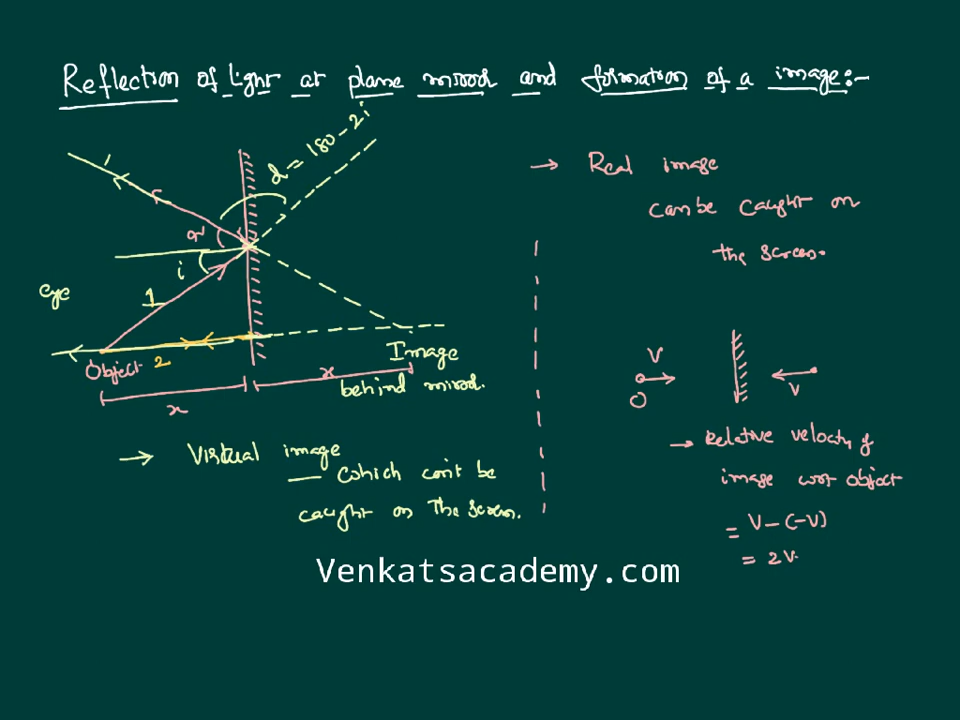 Reflection of light at plane mirror and formation of a image:-
d = 180 - 2i
r
i
eye
1
2
Object
Image
behind mirror.
x
x
→ Virtual image
— which can't be
caught on the screen.
→ Real image
can be caught on
the screen.
V
O
V
→ Relative velocity of
image wor object
= V - (-V)
= 2V
Venkatsacademy.com